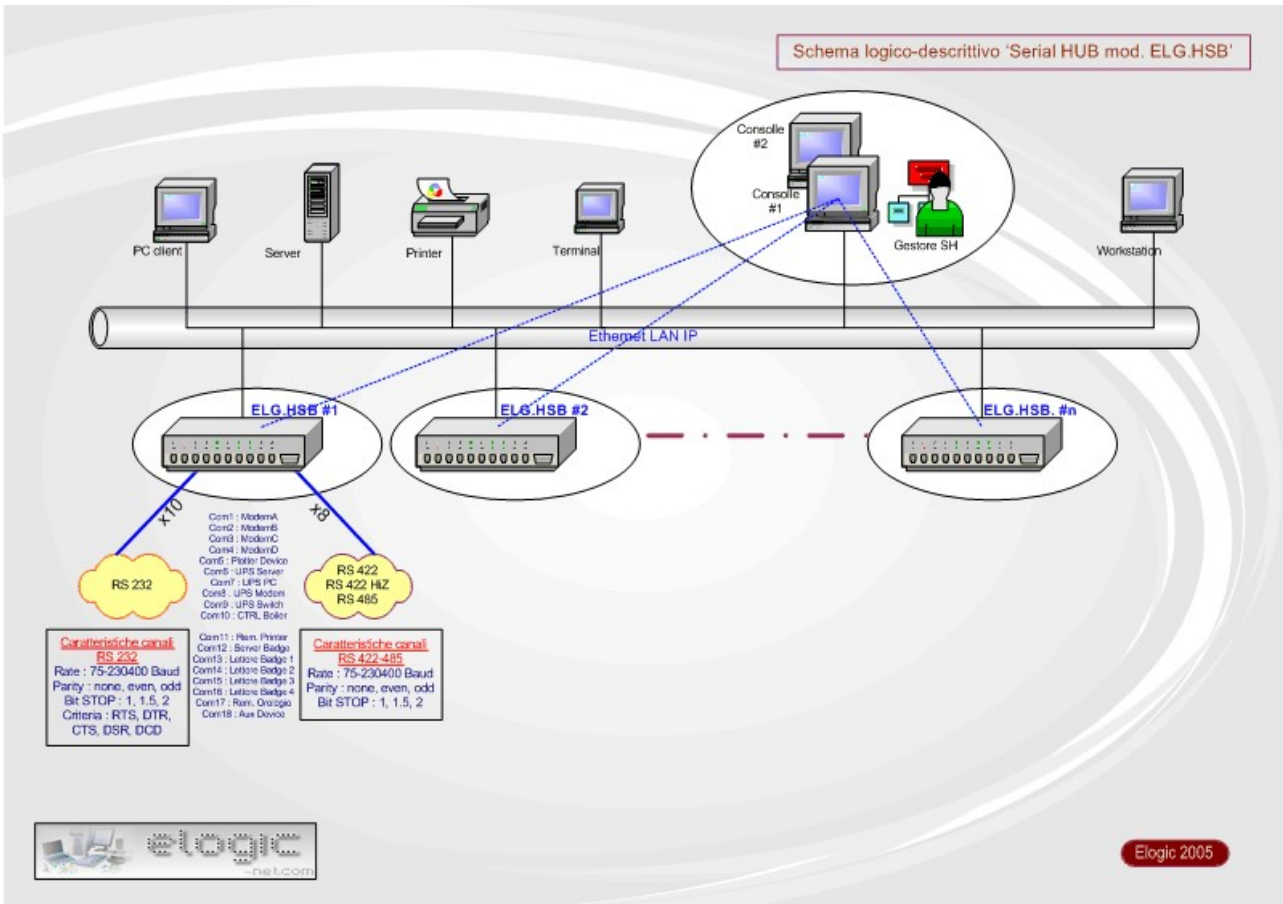 Schema logico-descrittivo 'Serial HUB mod. ELG.HSB'
Consolle
#2
Consolle
#1
Gestore SH
PC client
Server
Printer
Terminal
Workstation
Ethernet LAN IP
ELG.HSB #1
ELG.HSB #2
ELG.HSB. #n
x10
x8
RS 232
RS 422
RS 422 HiZ
RS 485
Com1 : ModemA
Com2 : ModemB
Com3 : ModemC
Com4 : ModemD
Com5 : Plotter Device
Com6 : UPS Server
Com7 : UPS PC
Com8 : UPS Modem
Com9 : UPS Switch
Com10 : CTRL Boiler
Com11 : Rem. Printer
Com12 : Server Badge
Com13 : Lettore Badge 1
Com14 : Lettore Badge 2
Com15 : Lettore Badge 3
Com16 : Lettore Badge 4
Com17 : Rem. Orologio
Com18 : Aux Device
Caratteristiche canali
RS 232
Rate : 75-230400 Baud
Parity : none, even, odd
Bit STOP : 1, 1.5, 2
Criteria : RTS, DTR,
CTS, DSR, DCD
Caratteristiche canali
RS 422-485
Rate : 75-230400 Baud
Parity : none, even, odd
Bit STOP : 1, 1.5, 2
elogic
-netcom
Elogic 2005